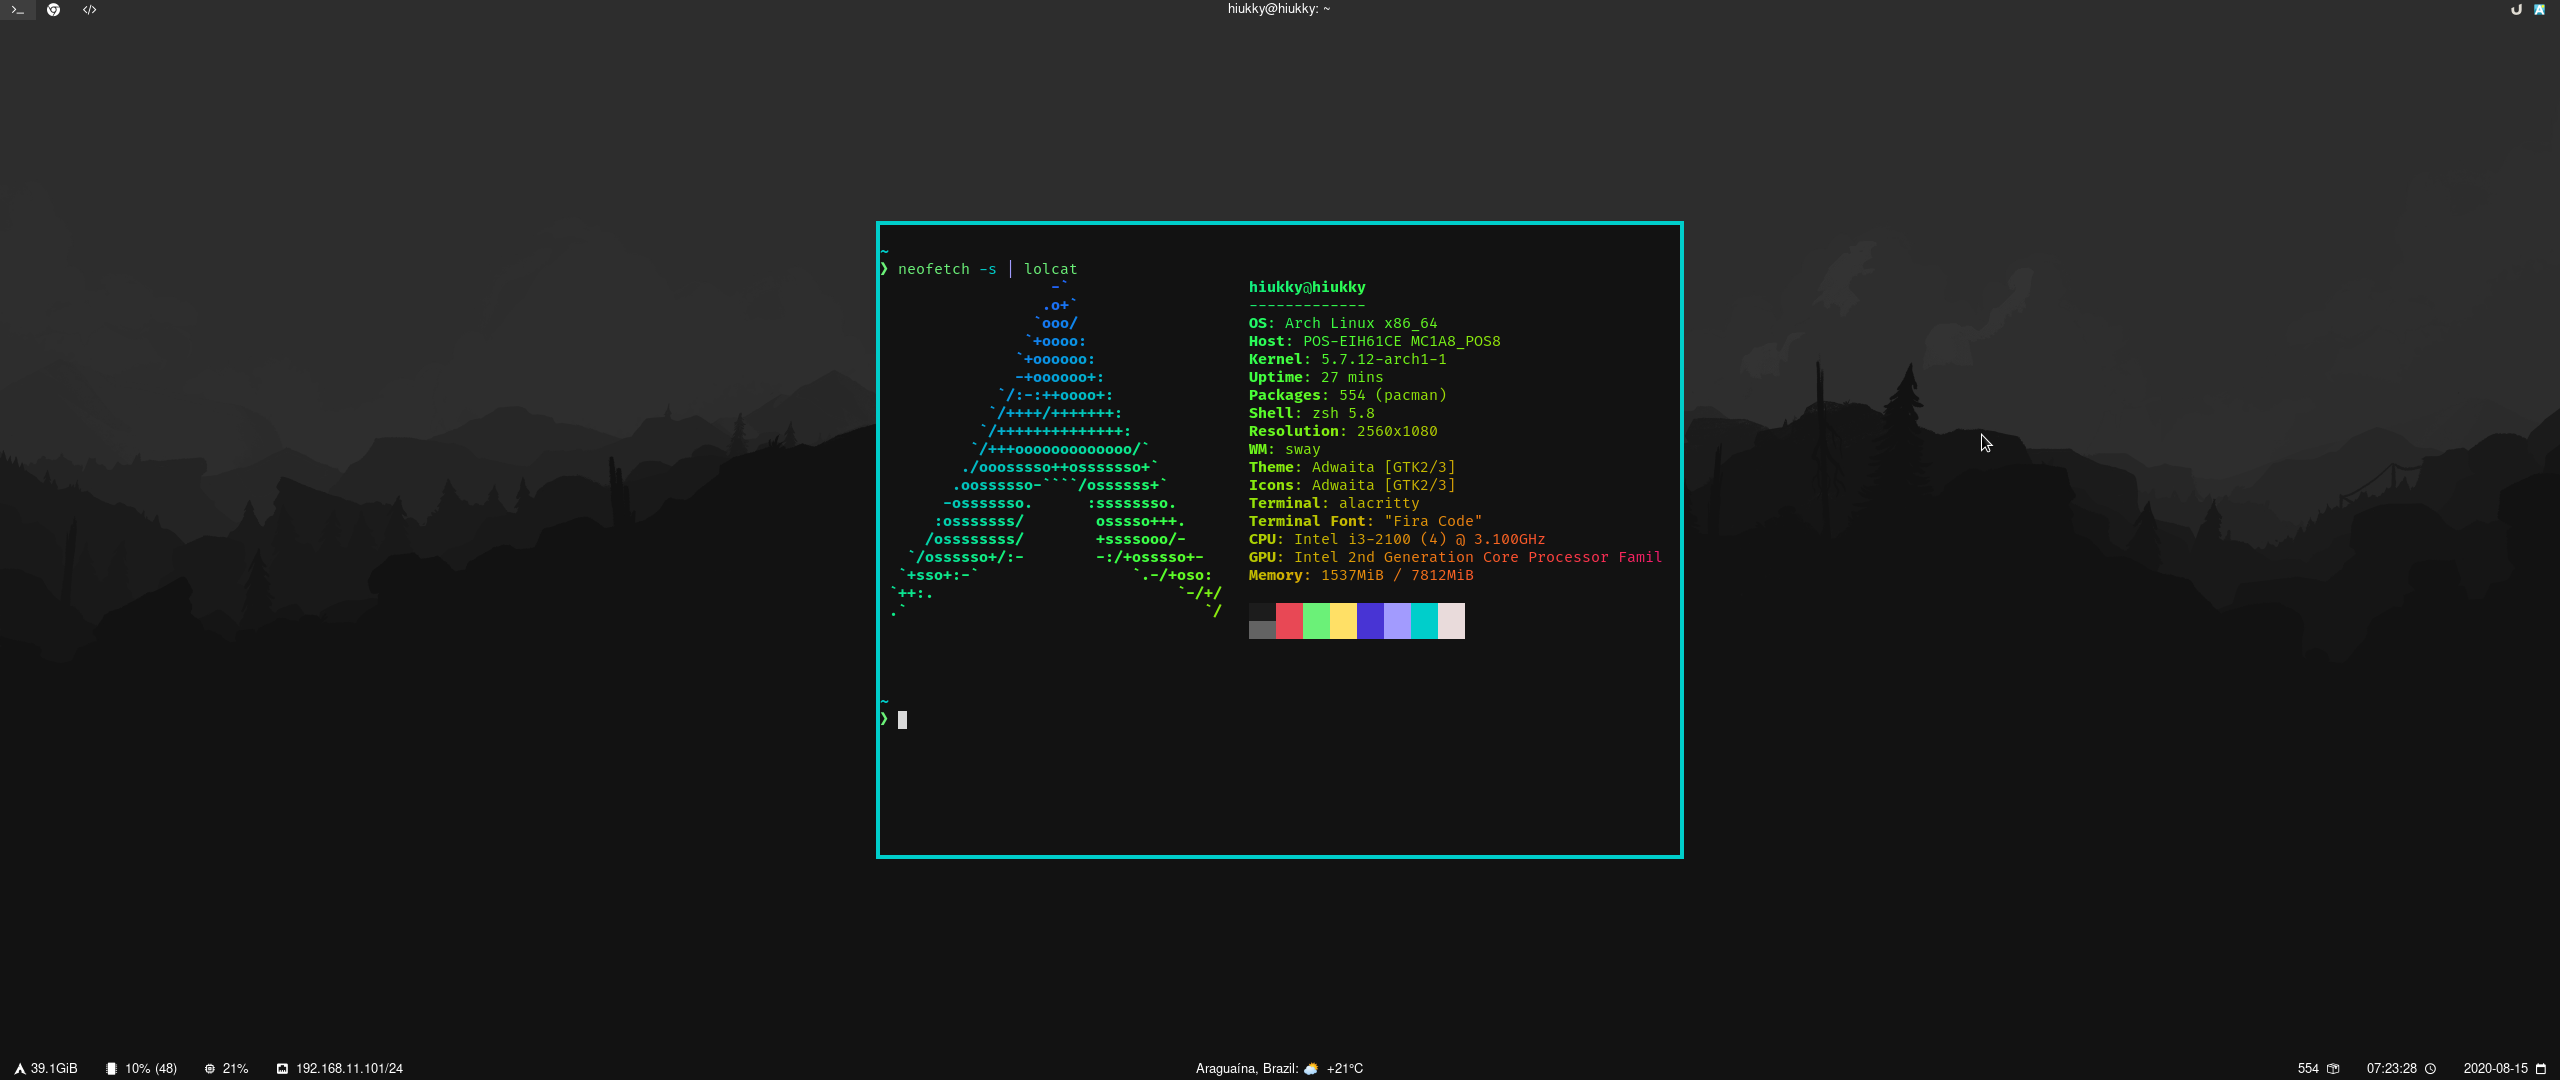 hiukky@hiukky: ~
~
❯ neofetch -s | lolcat
-`
.o+`
`ooo/
`+oooo:
`+oooooo:
-+oooooo+:
`/:-:++oooo+:
`/++++/+++++++:
`/++++++++++++++:
`/+++ooooooooooooo/`
./ooosssso++osssssso+`
.oossssso-````/ossssss+`
-osssssso.      :ssssssso.
:osssssss/        osssso+++.
/ossssssss/        +ssssooo/-
`/ossssso+/:-        -:/+osssso+-
`+sso+:-`                 `.-/+oso:
`++:.                           `-/+/
.`                                 `/
hiukky@hiukky
-------------
OS: Arch Linux x86_64
Host: POS-EIH61CE MC1A8_POS8
Kernel: 5.7.12-arch1-1
Uptime: 27 mins
Packages: 554 (pacman)
Shell: zsh 5.8
Resolution: 2560x1080
WM: sway
Theme: Adwaita [GTK2/3]
Icons: Adwaita [GTK2/3]
Terminal: alacritty
Terminal Font: "Fira Code"
CPU: Intel i3-2100 (4) @ 3.100GHz
GPU: Intel 2nd Generation Core Processor Famil
Memory: 1537MiB / 7812MiB
~
❯
39.1GiB 10% (48) 21% 192.168.11.101/24
Araguaína, Brazil: +21°C
554 07:23:28 2020-08-15